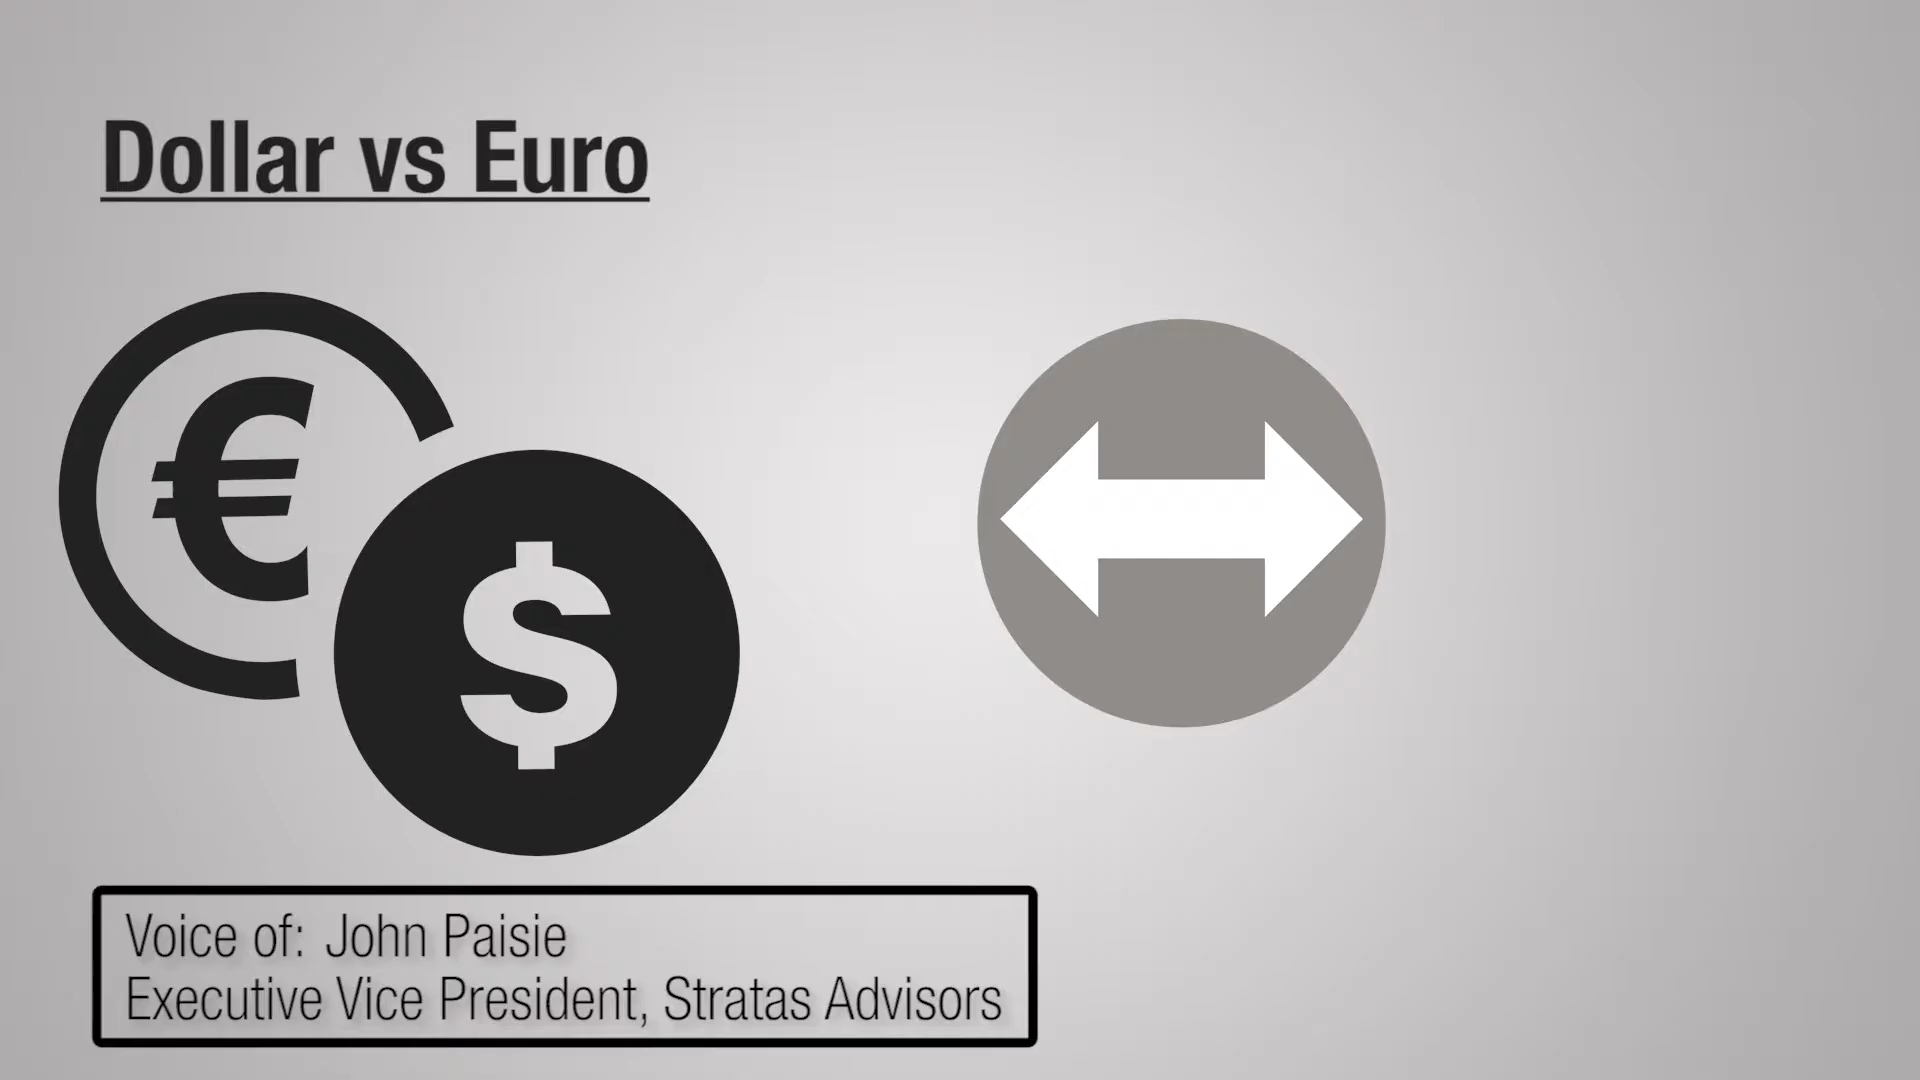 Dollar vs Euro
€
$
Voice of: John Paisie
Executive Vice President, Stratas Advisors